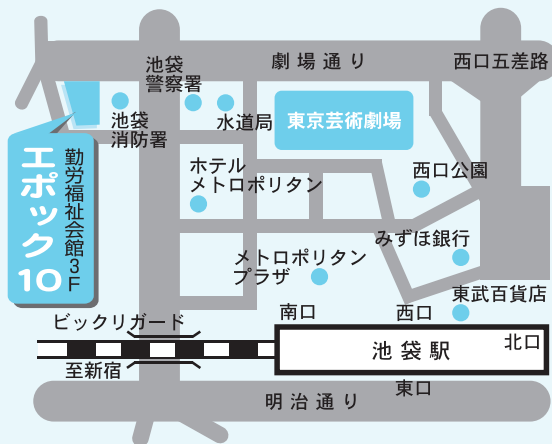 池袋
警察署
劇場通り
西口五差路
池袋
消防署
水道局
東京芸術劇場
エポック
10
勤労福祉会館3F
ホテル
メトロポリタン
西口公園
みずほ銀行
メトロポリタン
プラザ
東武百貨店
南口
西口
ビックリガード
池袋駅
北口
至新宿
東口
明治通り